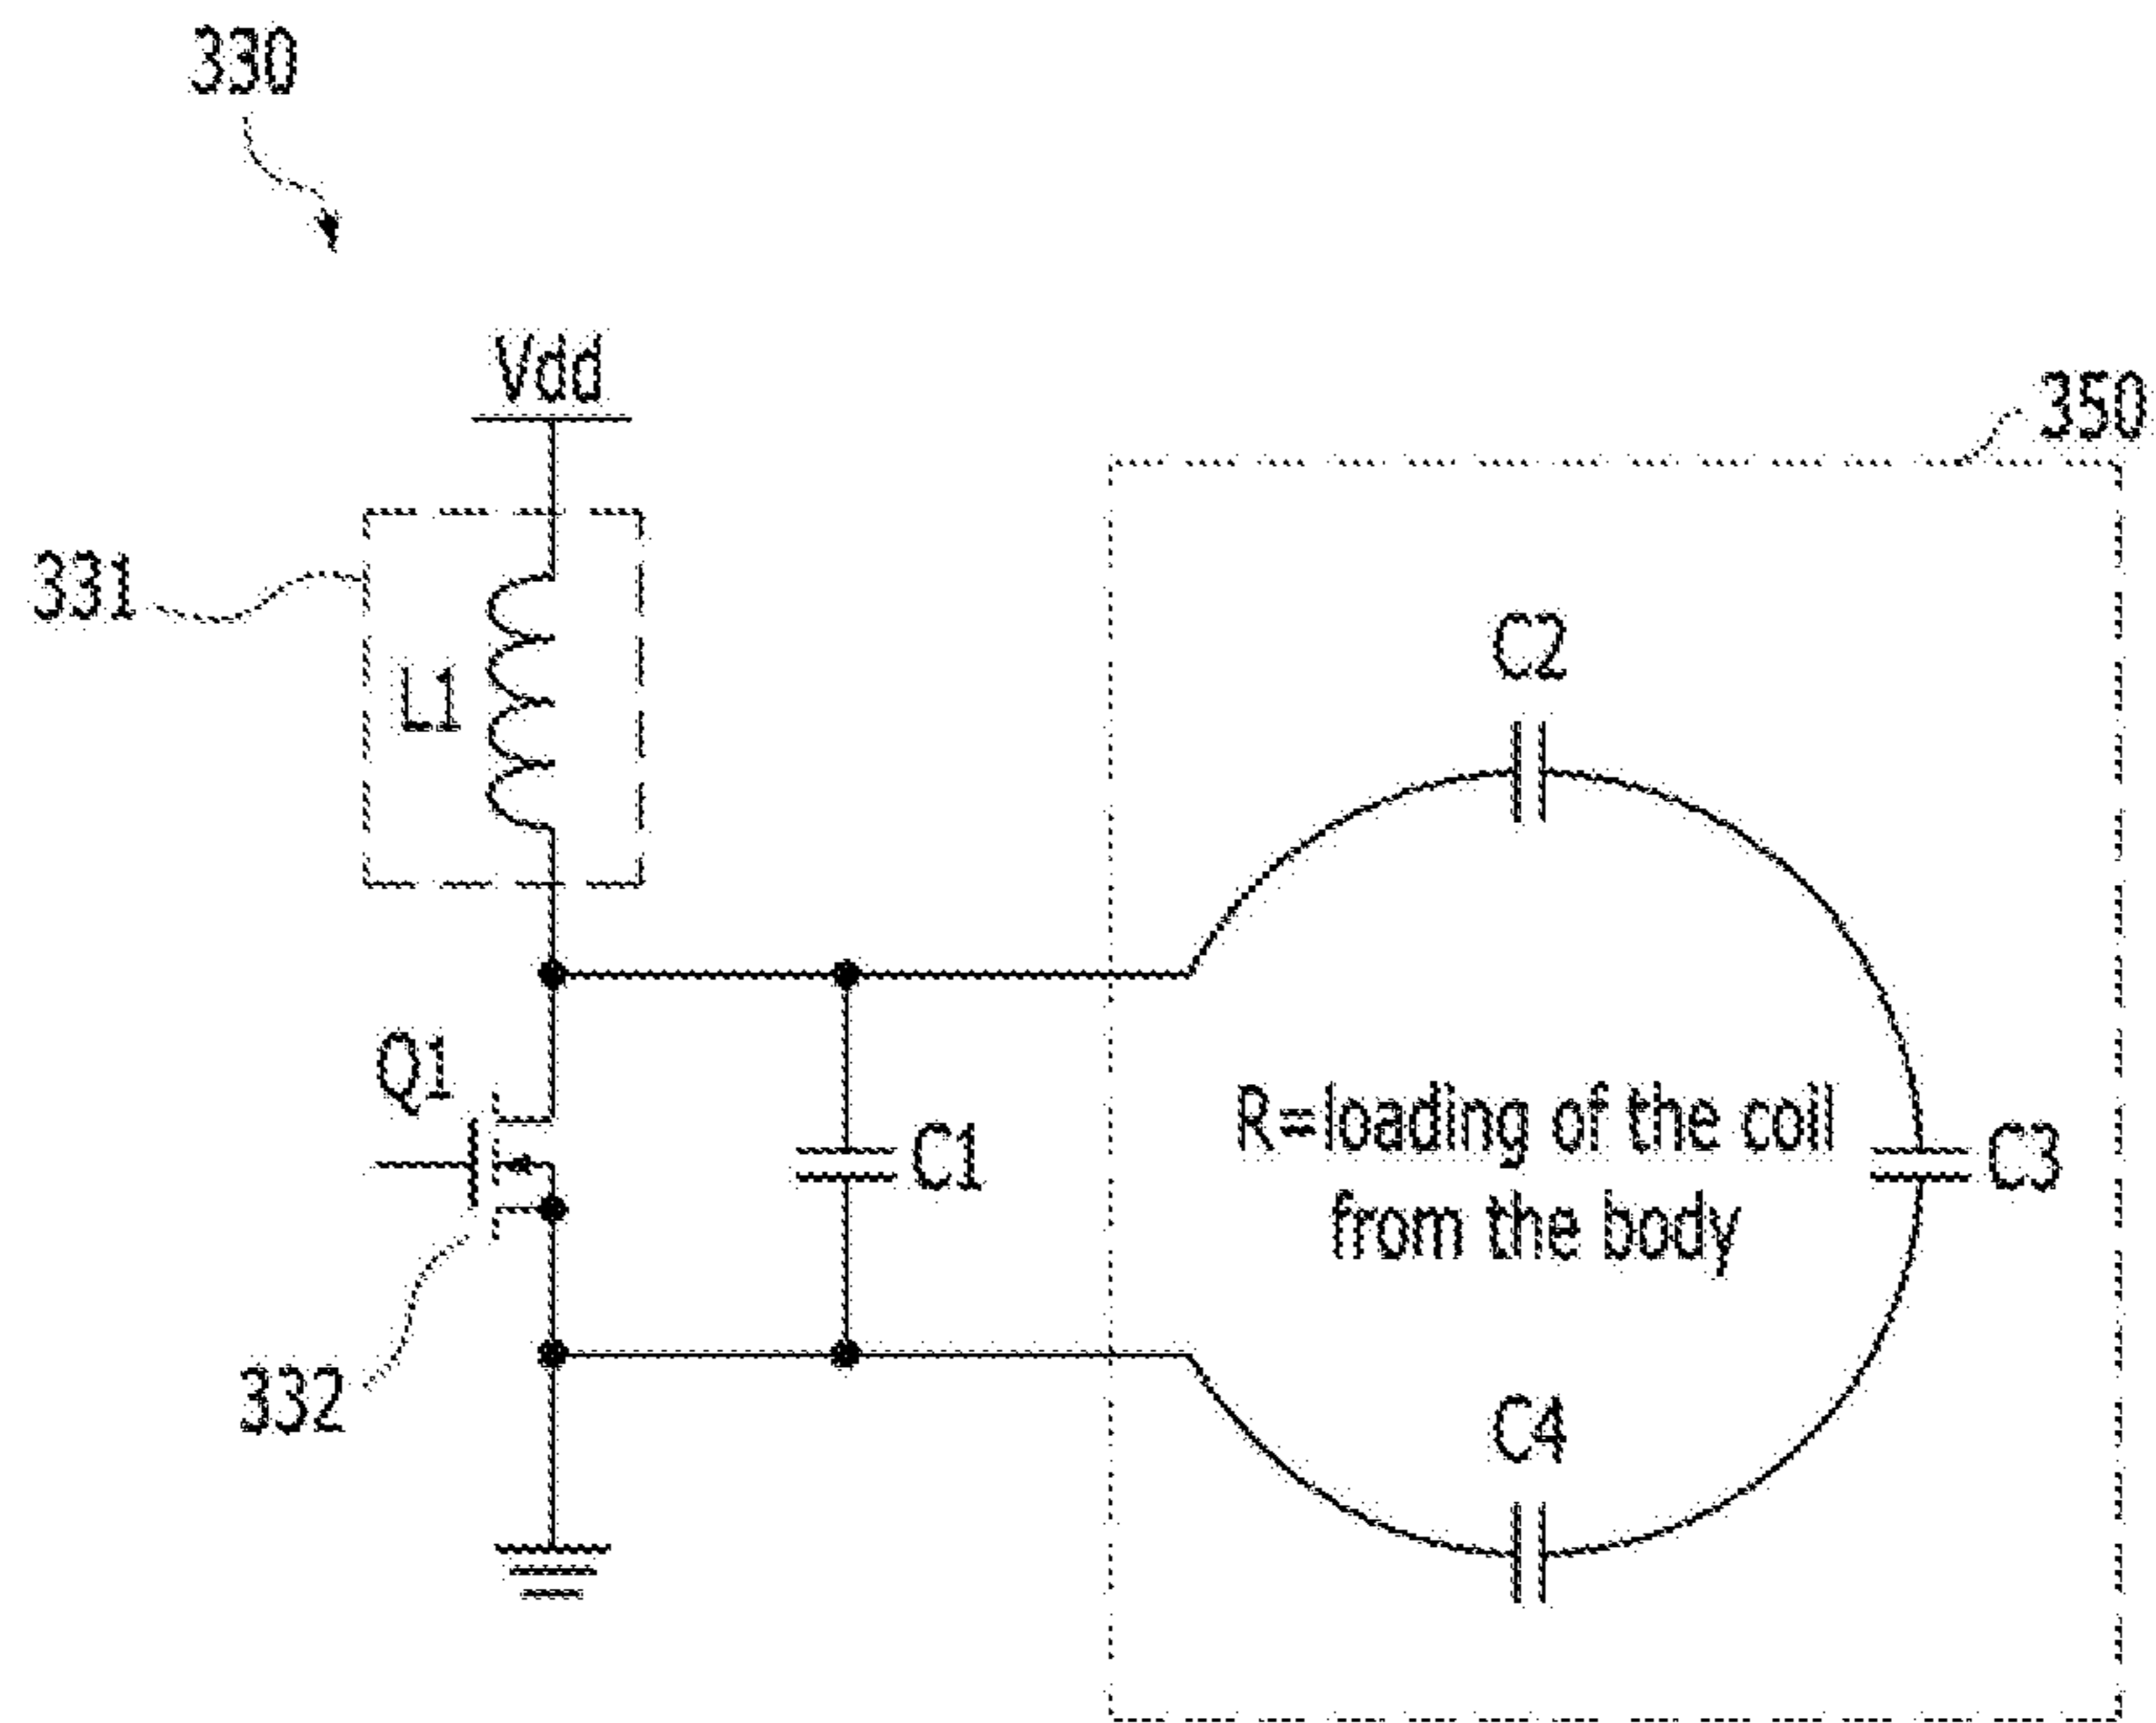 330
Vdd
350
331
L1
C2
Q1
C1
R=loading of the coil
from the body
C3
332
C4